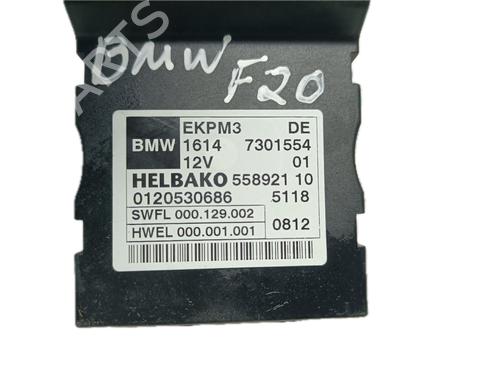 BMW F20
EKPM3 DE
BMW 1614 7301554
12V 01
HELBAKO 558921 10
0120530686 5118
SWFL 000.129.002
HWEL 000.001.001 0812
PARTS